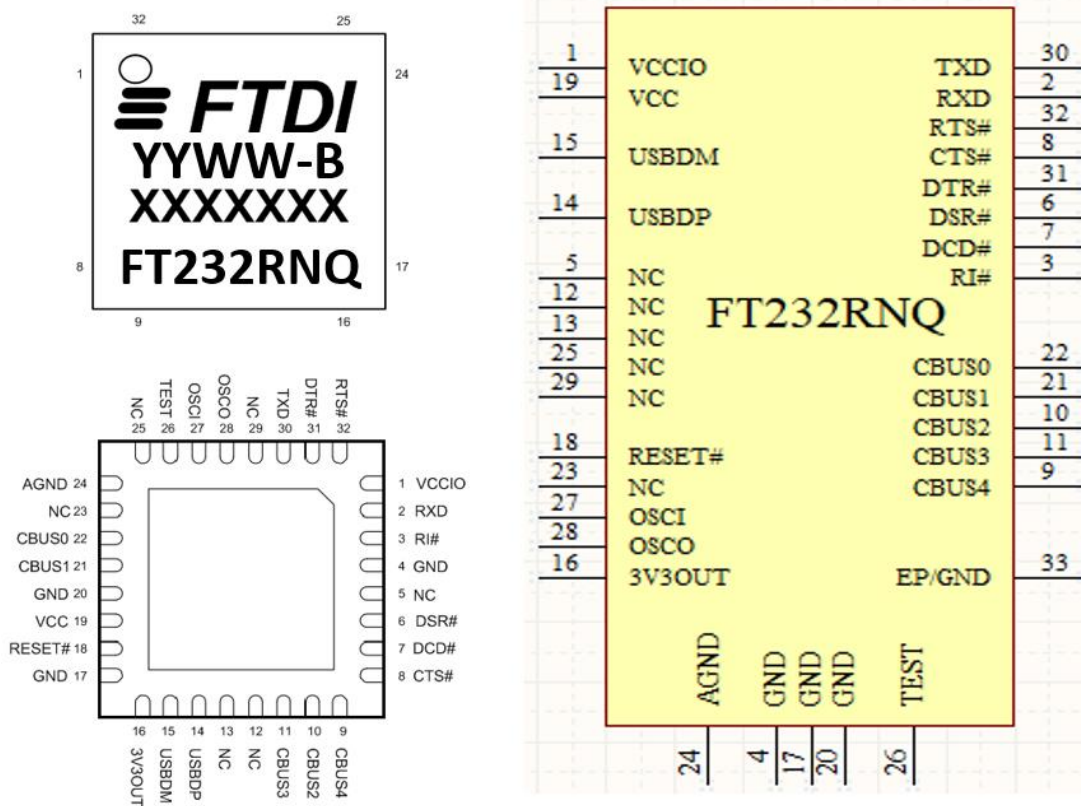 32 25
1 24
FTDI
YYWW-B
XXXXXXX
FT232RNQ
8 17
9 16
NC TEST OSCI OSCO NC TXD DTR# RTS#
25 26 27 28 29 30 31 32
AGND 24 1 VCCIO
NC 23 2 RXD
CBUS0 22 3 RI#
CBUS1 21 4 GND
GND 20 5 NC
VCC 19 6 DSR#
RESET# 18 7 DCD#
GND 17 8 CTS#
16 15 14 13 12 11 10 9
3V3OUT USBDM USBDP NC NC CBUS3 CBUS2 CBUS4
1 VCCIO TXD 30
19 VCC RXD 2
RTS# 32
15 USBDM CTS# 8
DTR# 31
14 USBDP DSR# 6
DCD# 7
5 NC RI# 3
12 NC
FT232RNQ
13 NC
25 NC CBUS0 22
29 NC CBUS1 21
CBUS2 10
18 RESET# CBUS3 11
23 NC CBUS4 9
27 OSCI
28 OSCO
16 3V3OUT EP/GND 33
AGND GND GND GND TEST
24 4 17 20 26